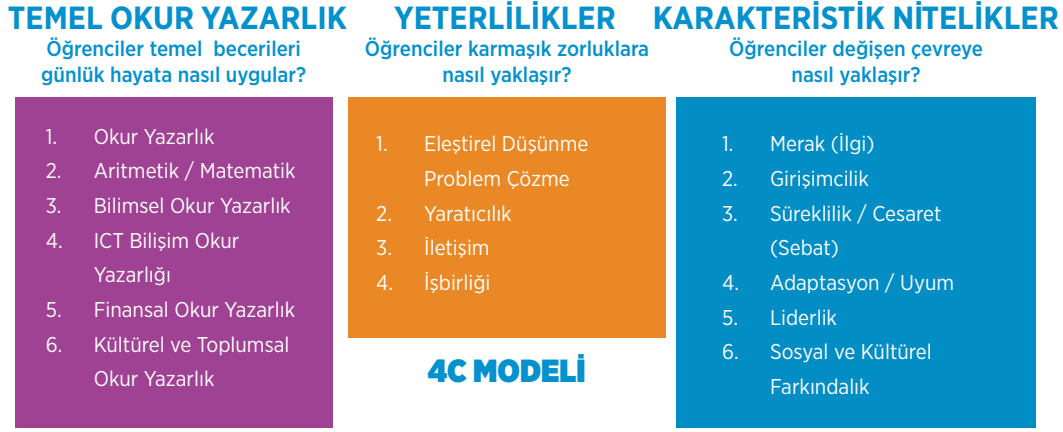 TEMEL OKUR YAZARLIK
Öğrenciler temel becerileri
günlük hayata nasıl uygular?
1. Okur Yazarlık
2. Aritmetik / Matematik
3. Bilimsel Okur Yazarlık
4. ICT Bilişim Okur
Yazarlığı
5. Finansal Okur Yazarlık
6. Kültürel ve Toplumsal
Okur Yazarlık
YETERLİLİKLER
Öğrenciler karmaşık zorluklara
nasıl yaklaşır?
1. Eleştirel Düşünme
Problem Çözme
2. Yaratıcılık
3. İletişim
4. İşbirliği
4C MODELİ
KARAKTERİSTİK NİTELİKLER
Öğrenciler değişen çevreye
nasıl yaklaşır?
1. Merak (İlgi)
2. Girişimcilik
3. Süreklilik / Cesaret
(Sebat)
4. Adaptasyon / Uyum
5. Liderlik
6. Sosyal ve Kültürel
Farkındalık